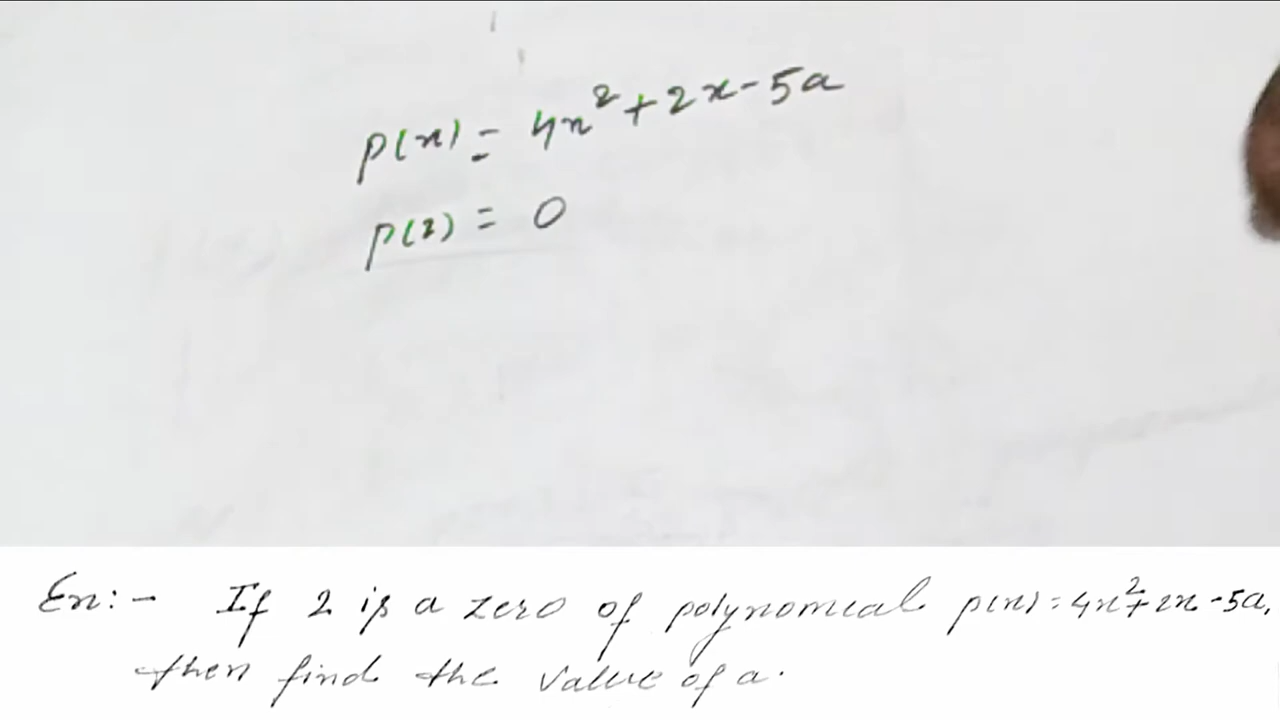 p(x) = 4x² + 2x - 5a
p(2) = 0
Ex:- If 2 is a zero of polynomial p(x) = 4x² + 2x - 5a,
then find the value of a.